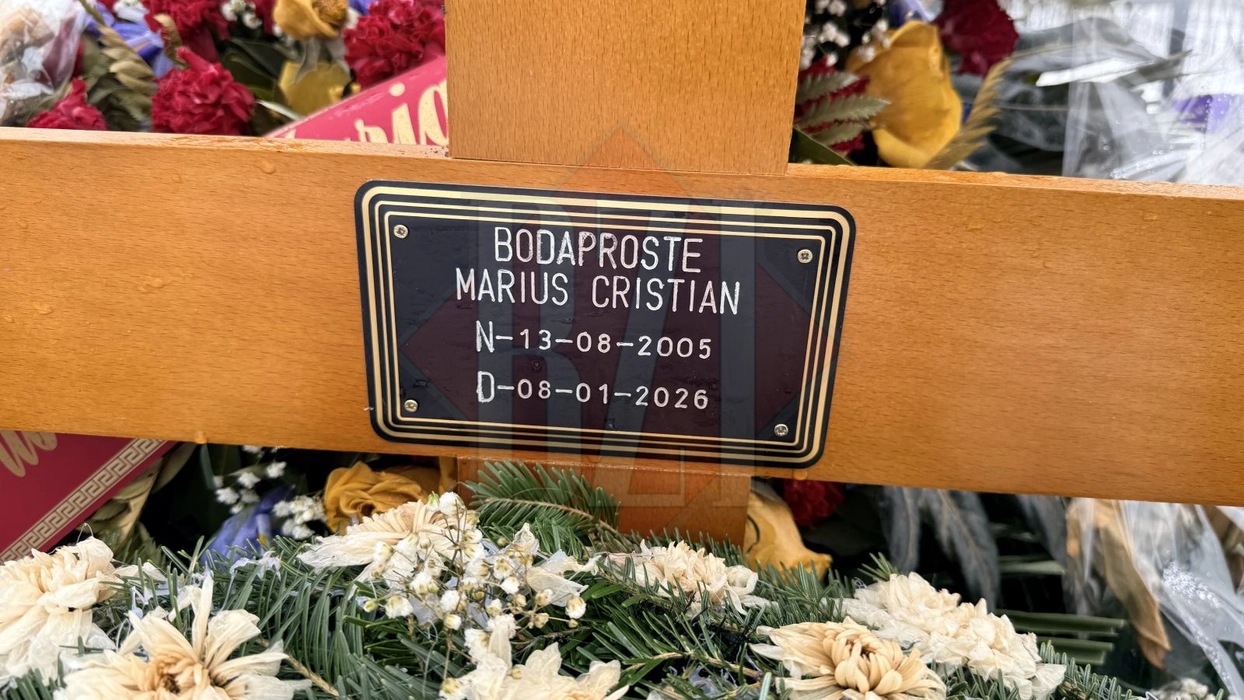 BODAPROSTE
MARIUS CRISTIAN
N-13-08-2005
D-08-01-2026